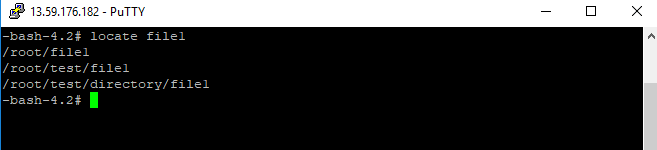 13.59.176.182 - PuTTY
-bash-4.2# locate file1
/root/file1
/root/test/file1
/root/test/directory/file1
-bash-4.2#